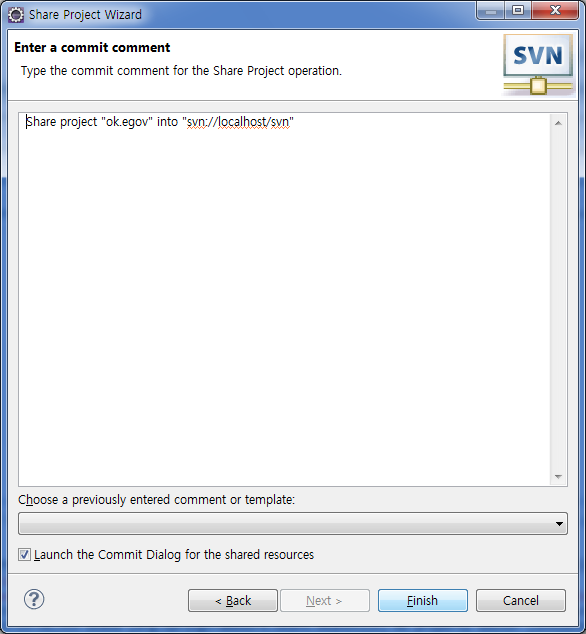 Share Project Wizard
Enter a commit comment
Type the commit comment for the Share Project operation.
SVN
Share project "ok.egov" into "svn://localhost/svn"
Choose a previously entered comment or template:
Launch the Commit Dialog for the shared resources
?
< Back
Next >
Finish
Cancel